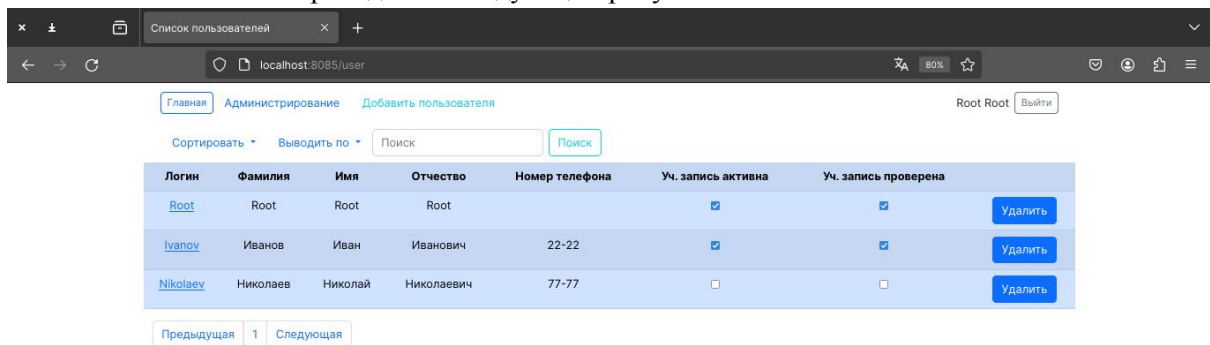 Список пользователей
localhost:8085/user
80%
Главная Администрирование Добавить пользователя Root Root Выйти
Сортировать Выводить по Поиск Поиск
Логин Фамилия Имя Отчество Номер телефона Уч. запись активна Уч. запись проверена
Root Root Root Root Удалить
Ivanov Иванов Иван Иванович 22-22 Удалить
Nikolaev Николаев Николай Николаевич 77-77 Удалить
Предыдущая 1 Следующая